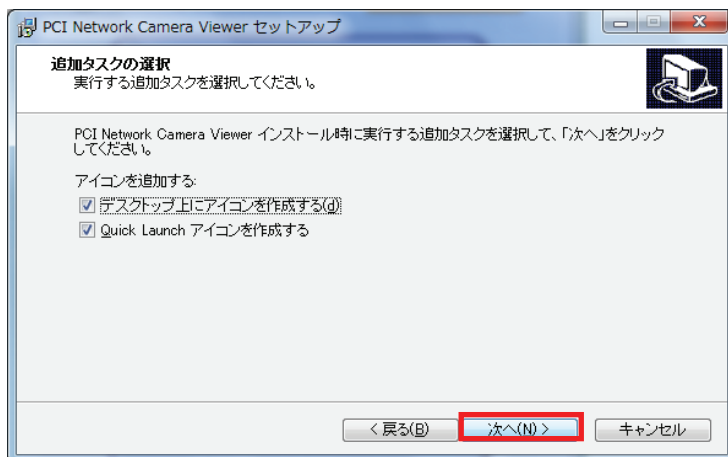 PCI Network Camera Viewer セットアップ
追加タスクの選択
実行する追加タスクを選択してください。
PCI Network Camera Viewer インストール時に実行する追加タスクを選択して、「次へ」をクリック
してください。
アイコンを追加する:
デスクトップ上にアイコンを作成する(d)
Quick Launch アイコンを作成する
< 戻る(B) 次へ(N) > キャンセル